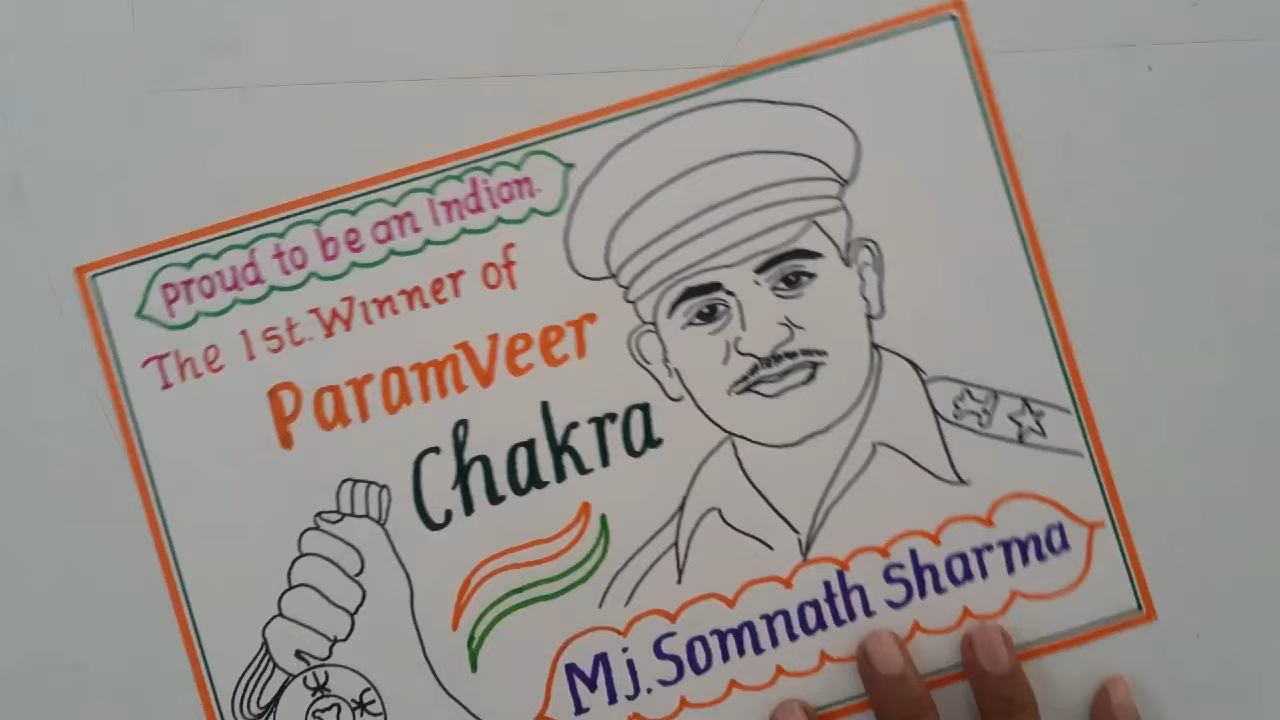 proud to be an Indian.
The 1st. Winner of
ParamVeer
Chakra
Mj. Somnath Sharma